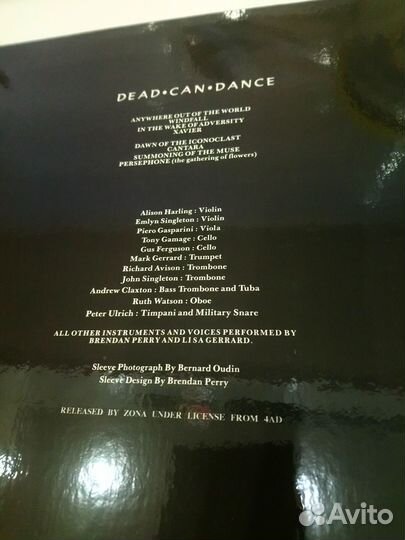 DEAD•CAN•DANCE
ANYWHERE OUT OF THE WORLD
WINDFALL
IN THE WAKE OF ADVERSITY
XAVIER
DAWN OF THE ICONOCLAST
CANTARA
SUMMONING OF THE MUSE
PERSEPHONE (the gathering of flowers)
Alison Harling : Violin
Emlyn Singleton : Violin
Piero Gasparini : Viola
Tony Gamage : Cello
Gus Ferguson : Cello
Mark Gerrard : Trumpet
Richard Avison : Trombone
John Singleton : Trombone
Andrew Claxton : Bass Trombone and Tuba
Ruth Watson : Oboe
Peter Ulrich : Timpani and Military Snare
ALL OTHER INSTRUMENTS AND VOICES PERFORMED BY
BRENDAN PERRY AND LISA GERRARD.
Sleeve Photograph By Bernard Oudin
Sleeve Design By Brendan Perry
RELEASED BY ZONA UNDER LICENSE FROM 4AD
Avito